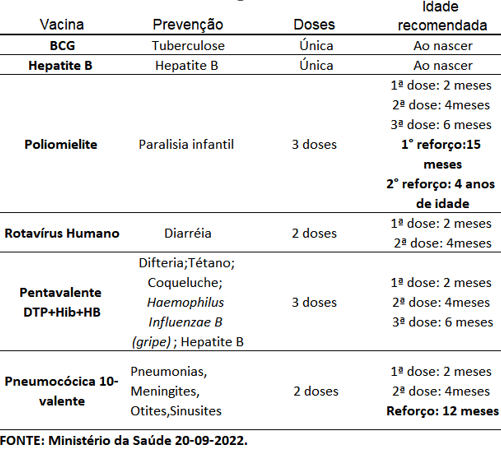 Idade
Vacina Prevenção Doses recomendada
BCG Tuberculose Única Ao nascer
Hepatite B Hepatite B Única Ao nascer
1ª dose: 2 meses
2ª dose: 4meses
3ª dose: 6 meses
Poliomielite Paralisia infantil 3 doses 1° reforço:15
meses
2° reforço: 4 anos
de idade
Rotavírus Humano Diarréia 2 doses 1ª dose: 2 meses
2ª dose: 4meses
Difteria;Tétano;
Pentavalente Coqueluche; 1ª dose: 2 meses
DTP+Hib+HB Haemophilus 3 doses 2ª dose: 4meses
Influenzae B 3ª dose: 6 meses
(gripe) ; Hepatite B
Pneumocócica 10- Pneumonias, 1ª dose: 2 meses
valente Meningites, 2 doses 2ª dose: 4meses
Otites,Sinusites Reforço: 12 meses
FONTE: Ministério da Saúde 20-09-2022.